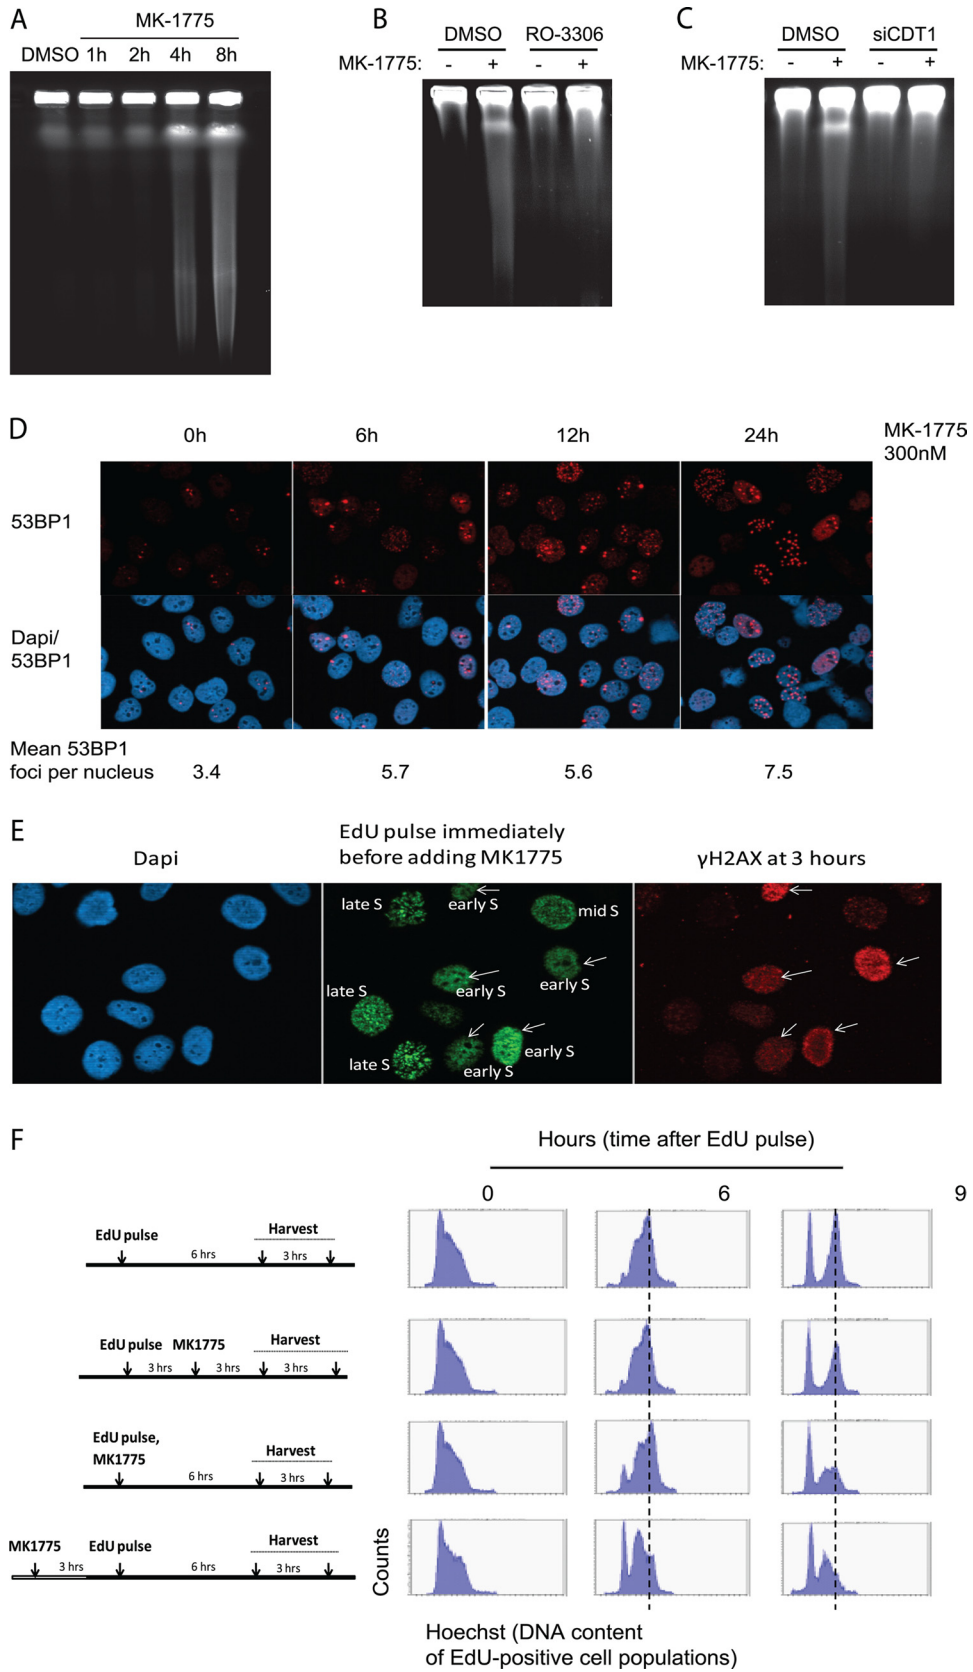 A
MK-1775
DMSO 1h 2h 4h 8h
B
DMSO RO-3306
MK-1775: - + - +
C
DMSO siCDT1
MK-1775: - + - +
D
0h 6h 12h 24h
MK-1775
300nM
53BP1
Dapi/
53BP1
Mean 53BP1
foci per nucleus 3.4 5.7 5.6 7.5
E
Dapi
EdU pulse immediately
before adding MK1775
γH2AX at 3 hours
late S
early S
mid S
early S
early S
late S
early S
late S
early S
F
Hours (time after EdU pulse)
0 6 9
EdU pulse Harvest
6 hrs 3 hrs
EdU pulse MK1775 Harvest
3 hrs 3 hrs 3 hrs
EdU pulse,
MK1775 Harvest
6 hrs 3 hrs
MK1775 EdU pulse Harvest
3 hrs 6 hrs 3 hrs
Counts
Hoechst (DNA content
of EdU-positive cell populations)